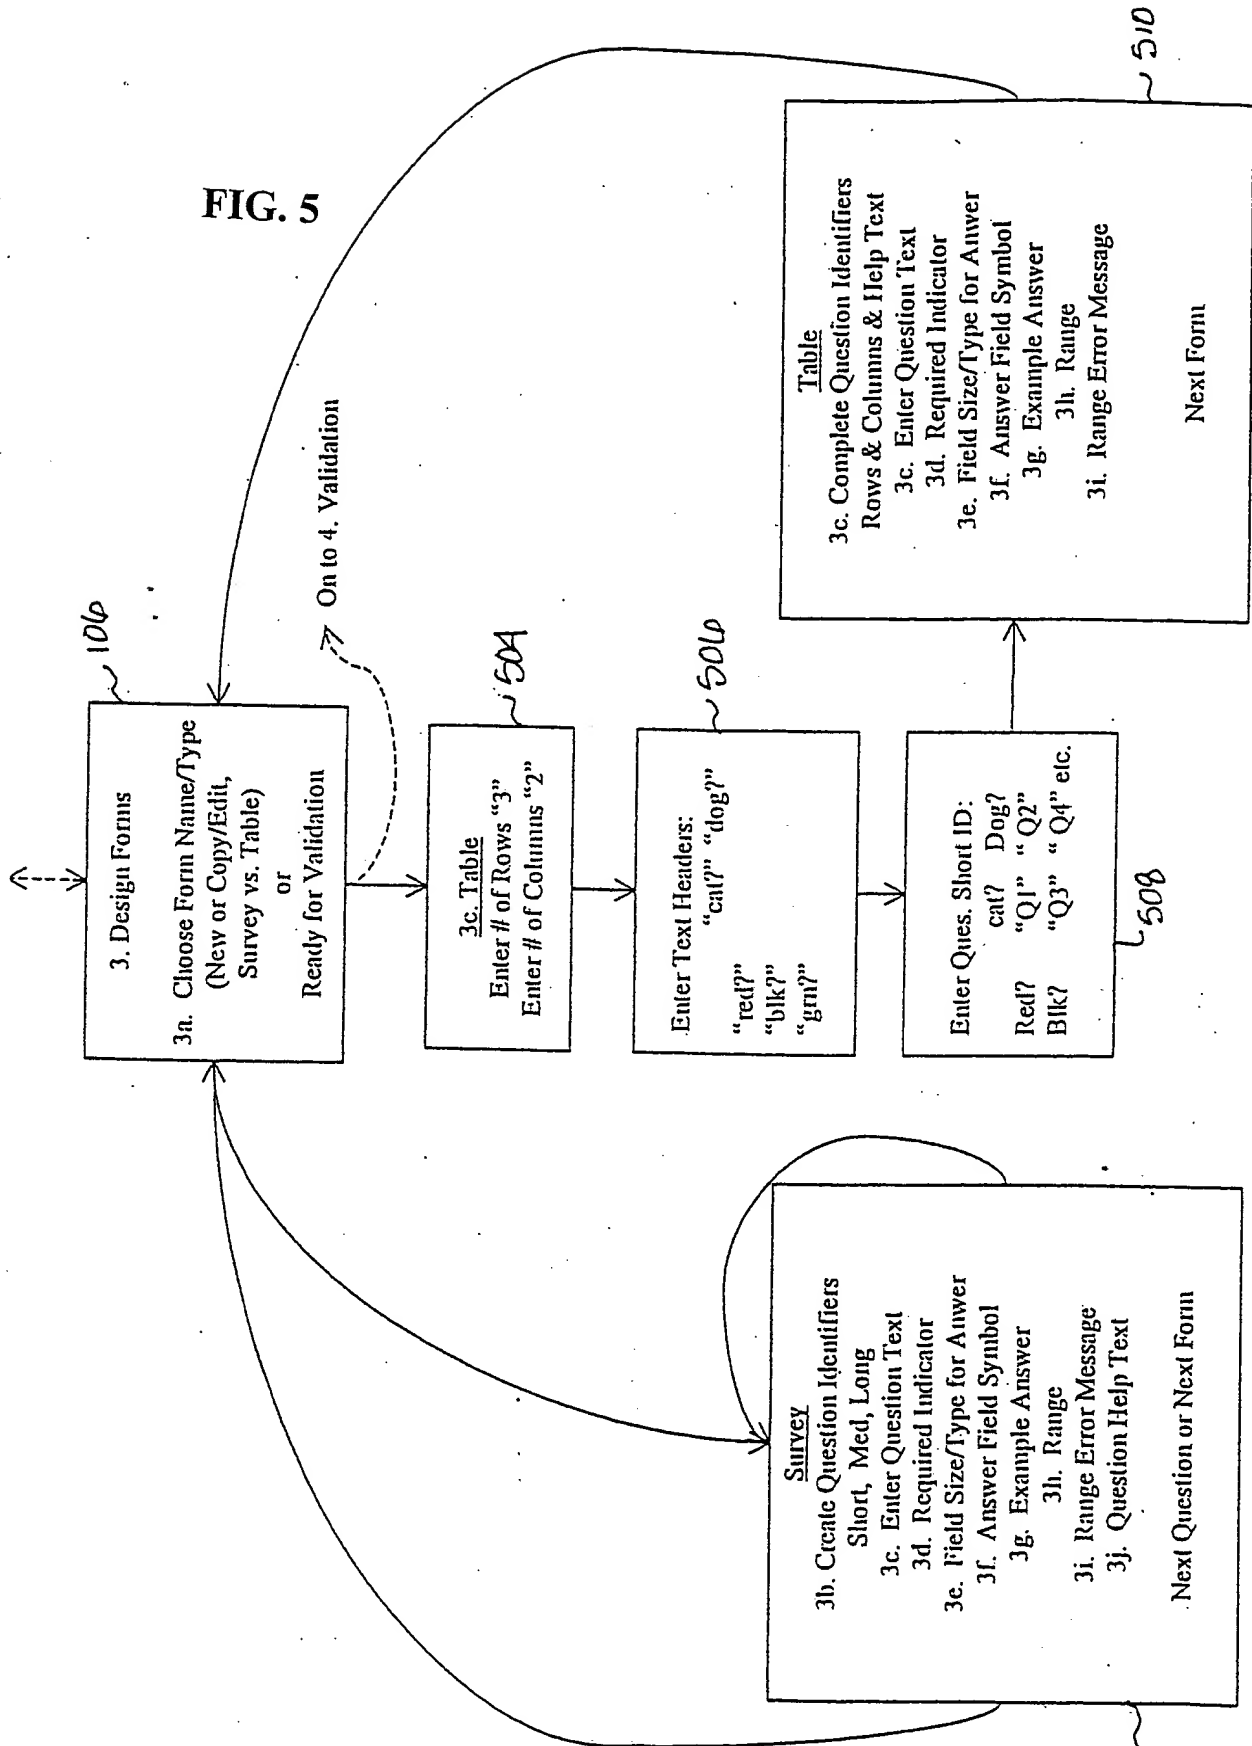 FIG. 5
106
3. Design Forms
3a. Choose Form Name/Type
(New or Copy/Edit,
Survey vs. Table)
or
Ready for Validation
On to 4. Validation
504
3c. Table
Enter # of Rows “3”
Enter # of Columns “2”
506
Enter Text Headers:
“cat?” “dog?”
“red?”
“blk?”
“grn?”
508
Enter Ques. Short ID:
cat? Dog?
Red? “Q1” “Q2”
Blk? “Q3” “Q4” etc.
Survey
3b. Create Question Identifiers
Short, Med, Long
3c. Enter Question Text
3d. Required Indicator
3e. Field Size/Type for Anwer
3f. Answer Field Symbol
3g. Example Answer
3h. Range
3i. Range Error Message
3j. Question Help Text
Next Question or Next Form
510
Table
3c. Complete Question Identifiers
Rows & Columns & Help Text
3c. Enter Question Text
3d. Required Indicator
3e. Field Size/Type for Anwer
3f. Answer Field Symbol
3g. Example Answer
3h. Range
3i. Range Error Message
Next Form